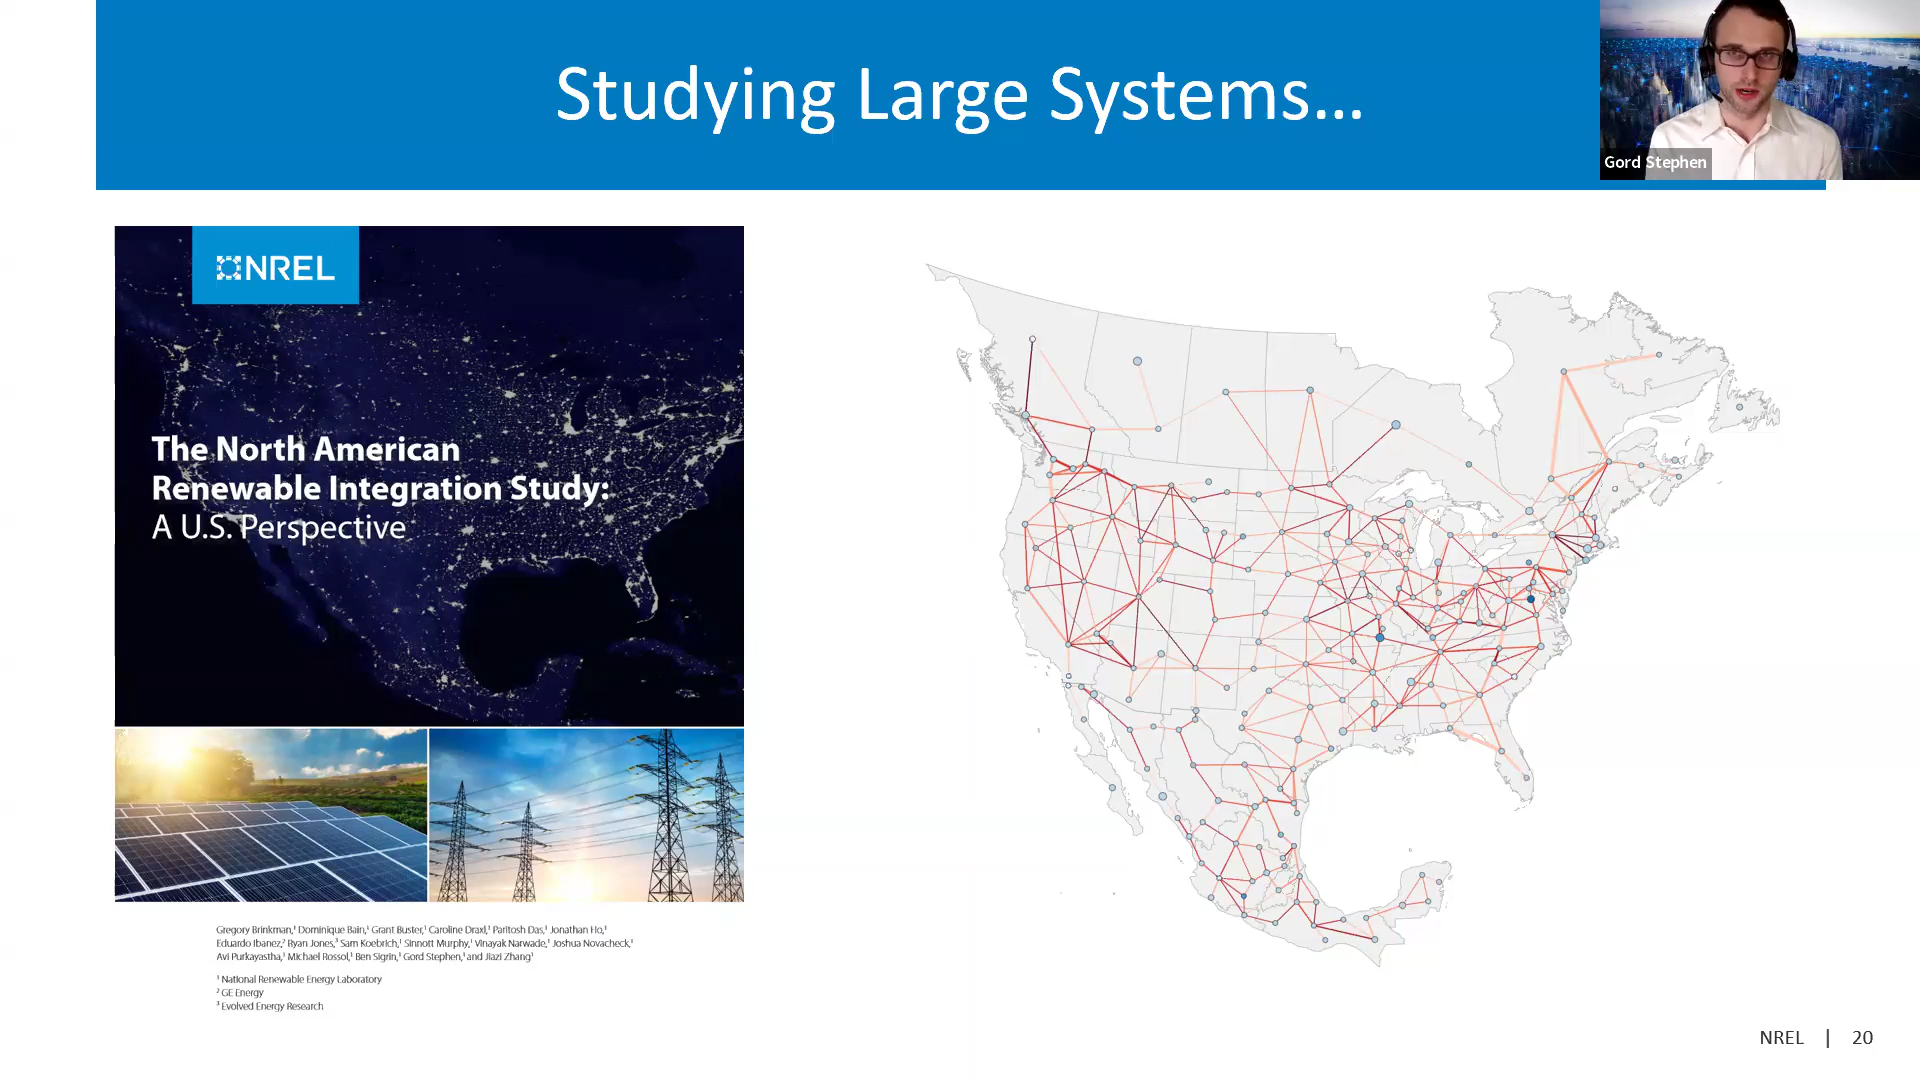 Studying Large Systems...
Gord Stephen
NREL
The North American
Renewable Integration Study:
A U.S. Perspective
Gregory Brinkman,¹ Dominique Bain,¹ Grant Buster,¹ Caroline Draxl,¹ Paritosh Das,¹ Jonathan Ho,¹
Eduardo Ibanez,² Ryan Jones,³ Sam Koebrich,¹ Sinnott Murphy,¹ Vinayak Narwade,¹ Joshua Novacheck,¹
Avi Purkayastha,¹ Michael Rossol,¹ Ben Sigrin,¹ Gord Stephen,¹ and Jiazi Zhang¹
¹ National Renewable Energy Laboratory
² GE Energy
³ Evolved Energy Research
NREL | 20